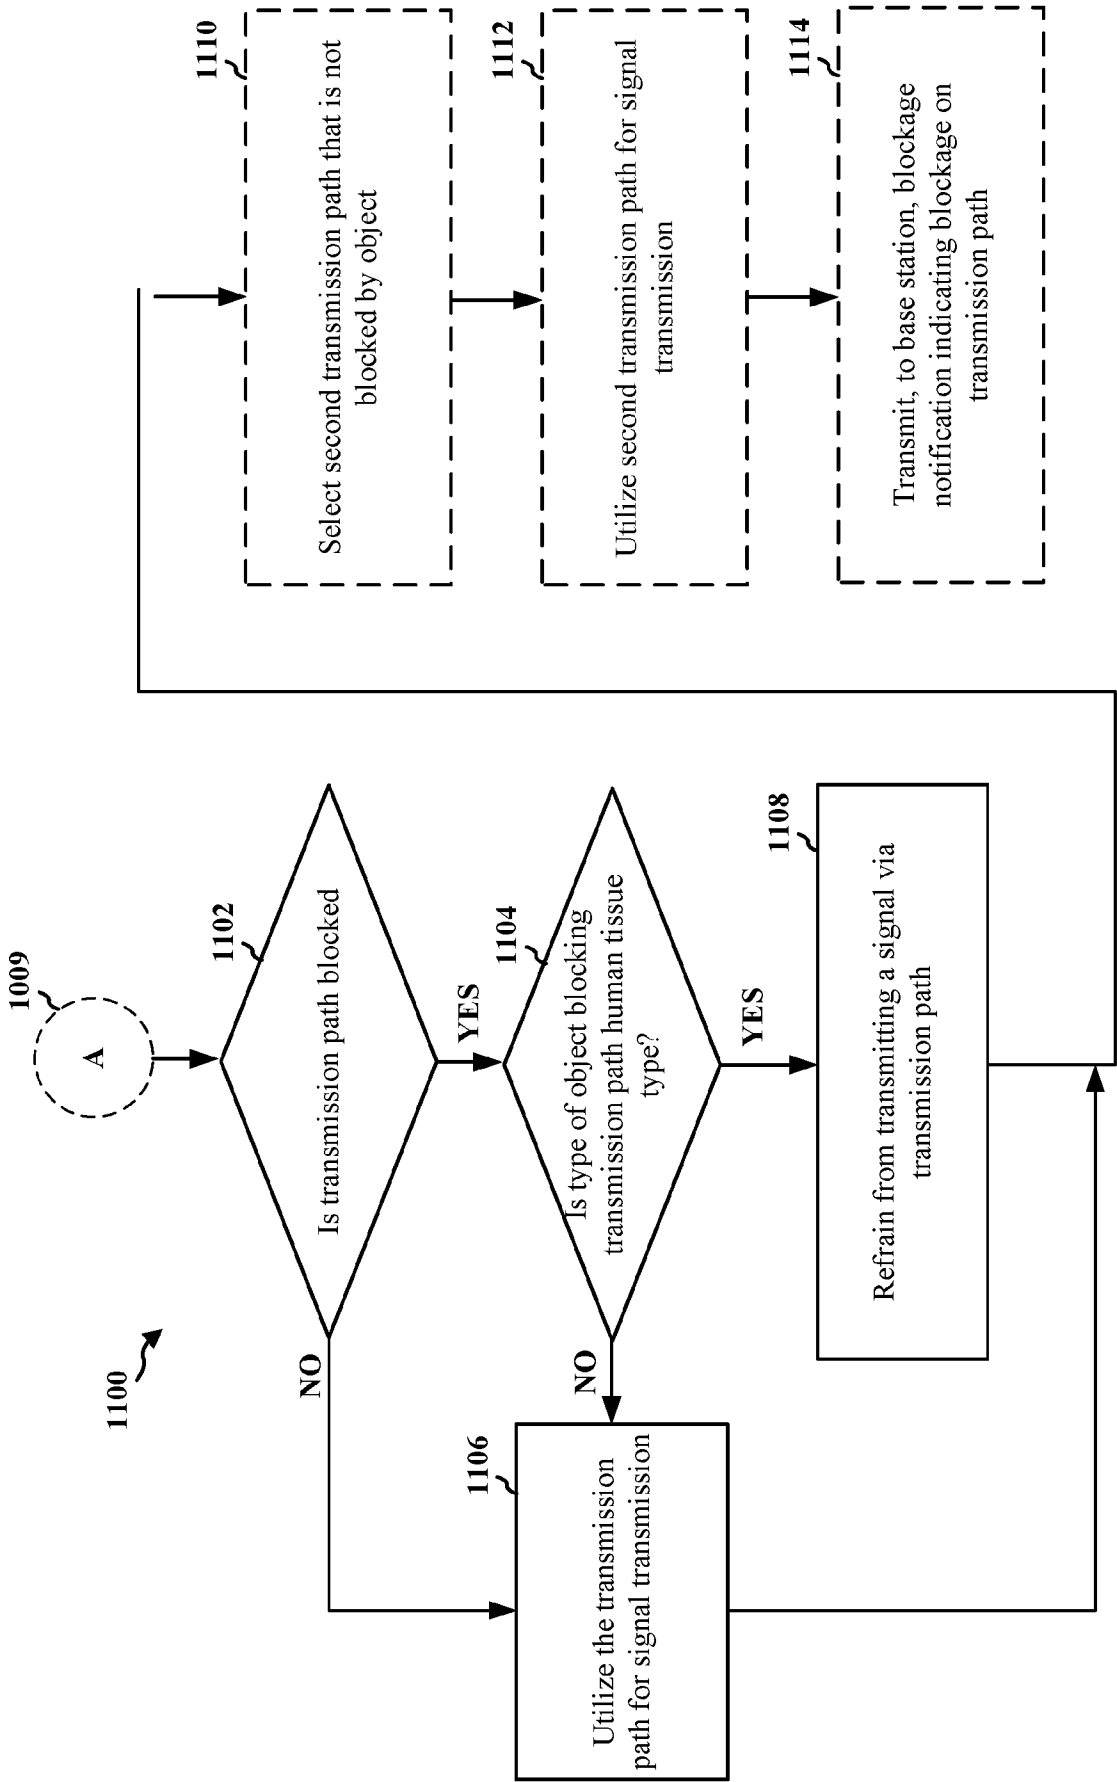 1100
1009
A
1102
Is transmission path blocked
NO
YES
1104
Is type of object blocking
transmission path human tissue
type?
NO
YES
1106
Utilize the transmission
path for signal transmission
1108
Refrain from transmitting a signal via
transmission path
1110
Select second transmission path that is not
blocked by object
1112
Utilize second transmission path for signal
transmission
1114
Transmit, to base station, blockage
notification indicating blockage on
transmission path